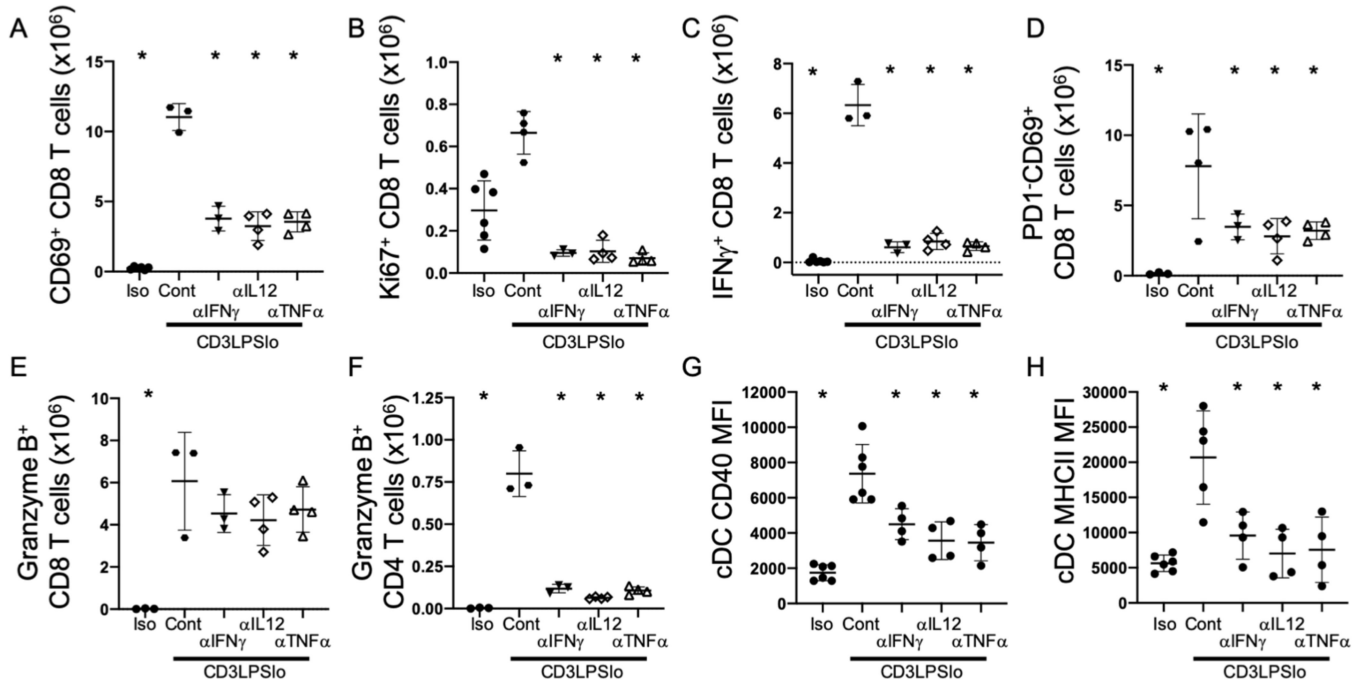 A
CD69⁺ CD8 T cells (x10⁶)
15
10
5
0
* * * *
Iso Cont αIL12
αIFNγ αTNFα
CD3LPSlo
B
Ki67⁺ CD8 T cells (x10⁶)
1.0
0.8
0.6
0.4
0.2
0.0
* * *
Iso Cont αIL12
αIFNγ αTNFα
CD3LPSlo
C
IFNγ⁺ CD8 T cells (x10⁶)
8
6
4
2
0
* * * *
Iso Cont αIL12
αIFNγ αTNFα
CD3LPSlo
D
PD1⁻CD69⁺
CD8 T cells (x10⁶)
15
10
5
0
* * * *
Iso Cont αIL12
αIFNγ αTNFα
CD3LPSlo
E
Granzyme B⁺
CD8 T cells (x10⁶)
8
6
4
2
0
*
Iso Cont αIL12
αIFNγ αTNFα
CD3LPSlo
F
Granzyme B⁺
CD4 T cells (x10⁶)
1.25
1.00
0.75
0.50
0.25
0.00
* * * *
Iso Cont αIL12
αIFNγ αTNFα
CD3LPSlo
G
cDC CD40 MFI
12000
10000
8000
6000
4000
2000
0
* * * *
Iso Cont αIL12
αIFNγ αTNFα
CD3LPSlo
H
cDC MHCII MFI
30000
25000
20000
15000
10000
5000
0
* * * *
Iso Cont αIL12
αIFNγ αTNFα
CD3LPSlo